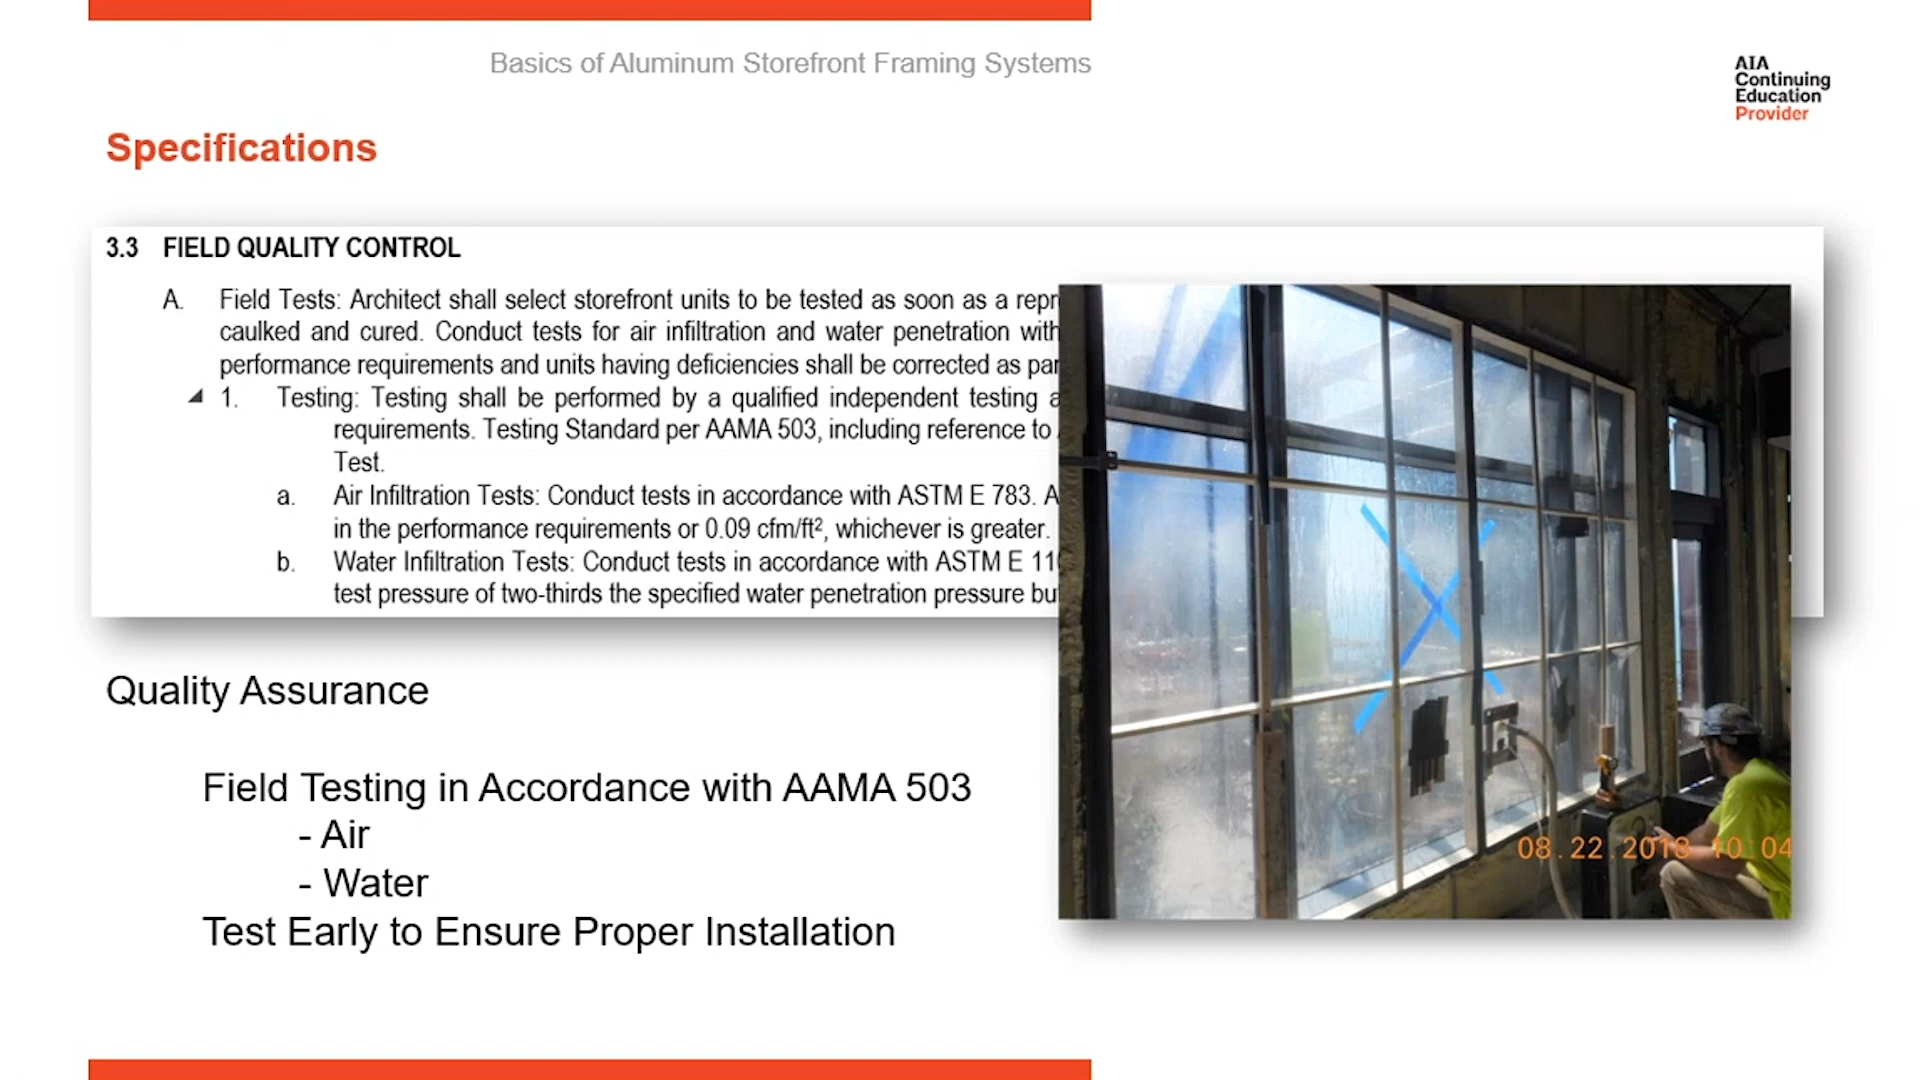 Basics of Aluminum Storefront Framing Systems
AIA
Continuing
Education
Provider
Specifications
3.3 FIELD QUALITY CONTROL
A. Field Tests: Architect shall select storefront units to be tested as soon as a
caulked and cured. Conduct tests for air infiltration and water penetration with
performance requirements and units having deficiencies shall be corrected as
1. Testing: Testing shall be performed by a qualified independent testing
requirements. Testing Standard per AAMA 503, including reference to
Test.
a. Air Infiltration Tests: Conduct tests in accordance with ASTM E 783.
in the performance requirements or 0.09 cfm/ft², whichever is greater.
b. Water Infiltration Tests: Conduct tests in accordance with ASTM E
test pressure of two-thirds the specified water penetration pressure
Quality Assurance
Field Testing in Accordance with AAMA 503
- Air
- Water
Test Early to Ensure Proper Installation
08.22.2018 10 04